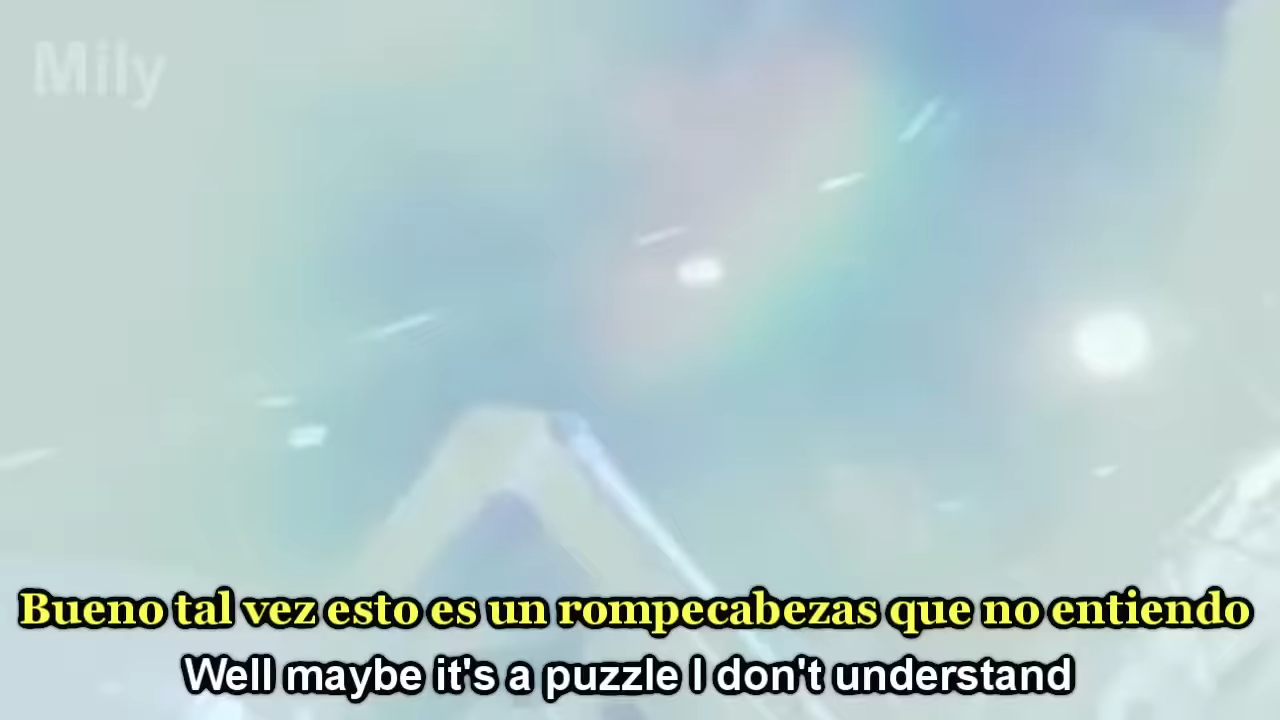 Mily
Bueno tal vez esto es un rompecabezas que no entiendo
Well maybe it's a puzzle I don't understand